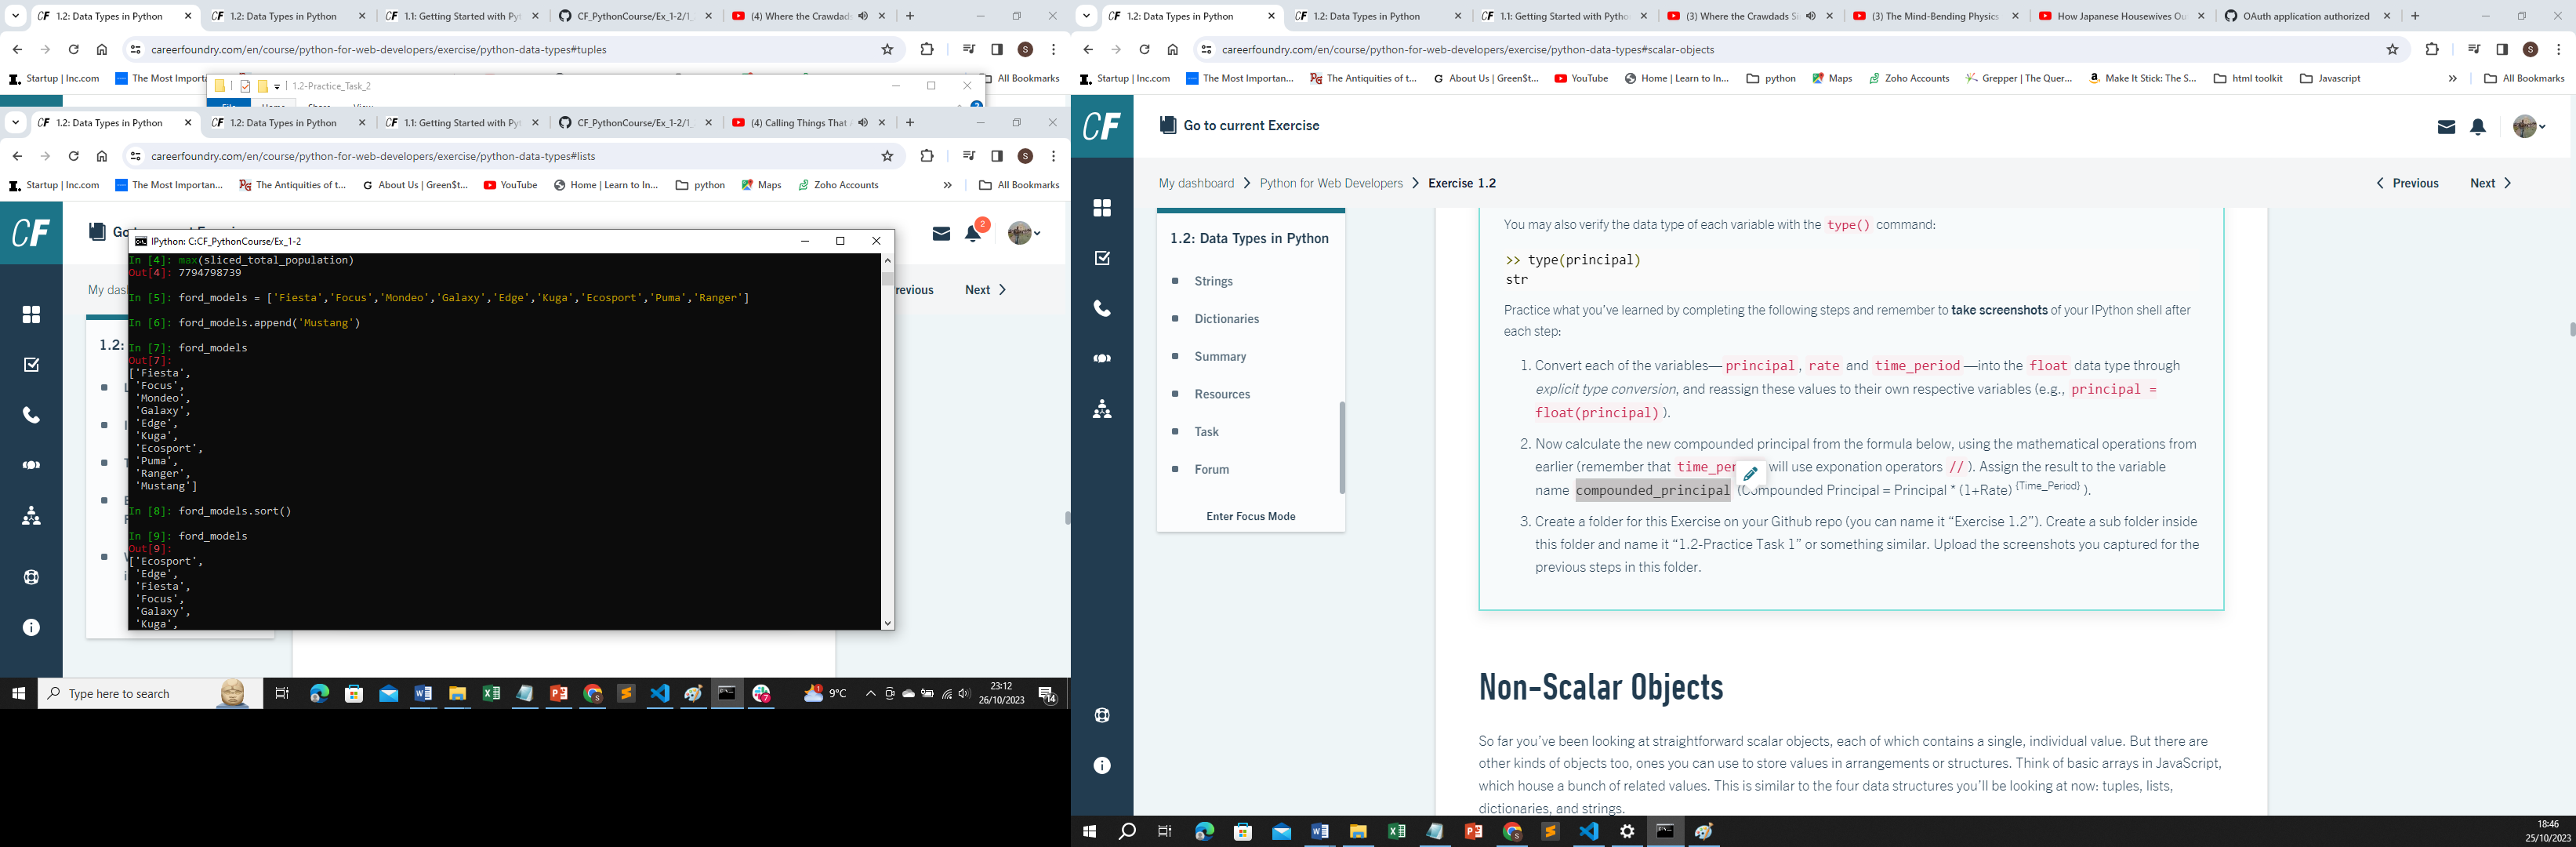 1.2: Data Types in Python
1.2: Data Types in Python
1.1: Getting Started with Pyt
CF_PythonCourse/Ex_1-2/1_
(4) Where the Crawdad
careerfoundry.com/en/course/python-for-web-developers/exercise/python-data-types#tuples
Startup | Inc.com
The Most Importa
All Bookmarks
1.2-Practice_Task_2
File Home Share View
1.2: Data Types in Python
1.2: Data Types in Python
1.1: Getting Started with Pyt
CF_PythonCourse/Ex_1-2/1_
(4) Calling Things That
careerfoundry.com/en/course/python-for-web-developers/exercise/python-data-types#lists
Startup | Inc.com
The Most Importan...
The Antiquities of t...
About Us | Green$t...
YouTube
Home | Learn to In...
python
Maps
Zoho Accounts
All Bookmarks
CF
Go
2
My das
revious
Next
1.2:
IPython: C:CF_PythonCourse/Ex_1-2
In [4]: max(sliced_total_population)
Out[4]: 7794798739
In [5]: ford_models = ['Fiesta','Focus','Mondeo','Galaxy','Edge','Kuga','Ecosport','Puma','Ranger']
In [6]: ford_models.append('Mustang')
In [7]: ford_models
Out[7]:
['Fiesta',
'Focus',
'Mondeo',
'Galaxy',
'Edge',
'Kuga',
'Ecosport',
'Puma',
'Ranger',
'Mustang']
In [8]: ford_models.sort()
In [9]: ford_models
Out[9]:
['Ecosport',
'Edge',
'Fiesta',
'Focus',
'Galaxy',
'Kuga',
Type here to search
9°C
23:12
26/10/2023
14
1.2: Data Types in Python
1.2: Data Types in Python
1.1: Getting Started with Pytho
(3) Where the Crawdads Si
(3) The Mind-Bending Physics
How Japanese Housewives Ou
OAuth application authorized
careerfoundry.com/en/course/python-for-web-developers/exercise/python-data-types#scalar-objects
Startup | Inc.com
The Most Importan...
The Antiquities of t...
About Us | Green$t...
YouTube
Home | Learn to In...
python
Maps
Zoho Accounts
Grepper | The Quer...
Make It Stick: The S...
html toolkit
Javascript
All Bookmarks
CF
Go to current Exercise
My dashboard > Python for Web Developers > Exercise 1.2
Previous
Next
1.2: Data Types in Python
Strings
Dictionaries
Summary
Resources
Task
Forum
Enter Focus Mode
You may also verify the data type of each variable with the type() command:
>> type(principal)
str
Practice what you've learned by completing the following steps and remember to take screenshots of your IPython shell after
each step:
1. Convert each of the variables—principal, rate and time_period—into the float data type through
explicit type conversion, and reassign these values to their own respective variables (e.g., principal =
float(principal)).
2. Now calculate the new compounded principal from the formula below, using the mathematical operations from
earlier (remember that time_per will use exponation operators //). Assign the result to the variable
name compounded_principal (Compounded Principal = Principal * (1+Rate) {Time_Period} ).
3. Create a folder for this Exercise on your Github repo (you can name it “Exercise 1.2”). Create a sub folder inside
this folder and name it “1.2-Practice Task 1” or something similar. Upload the screenshots you captured for the
previous steps in this folder.
Non-Scalar Objects
So far you've been looking at straightforward scalar objects, each of which contains a single, individual value. But there are
other kinds of objects too, ones you can use to store values in arrangements or structures. Think of basic arrays in JavaScript,
which house a bunch of related values. This is similar to the four data structures you'll be looking at now: tuples, lists,
dictionaries, and strings.
18:46
25/10/2023